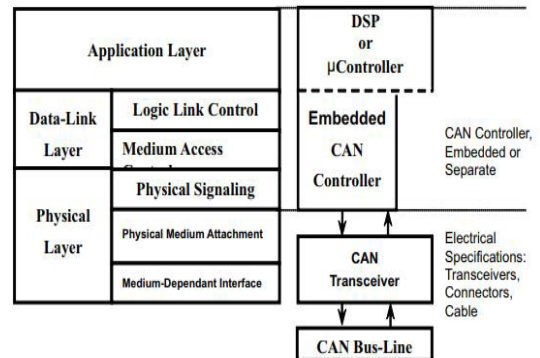 Application Layer
Data-Link
Layer
Logic Link Control
Medium Access
Physical
Layer
Physical Signaling
Physical Medium Attachment
Medium-Dependant Interface
DSP
or
µController
Embedded
CAN
Controller
CAN
Transceiver
CAN Bus-Line
CAN Controller,
Embedded or
Separate
Electrical
Specifications:
Transceivers,
Connectors,
Cable